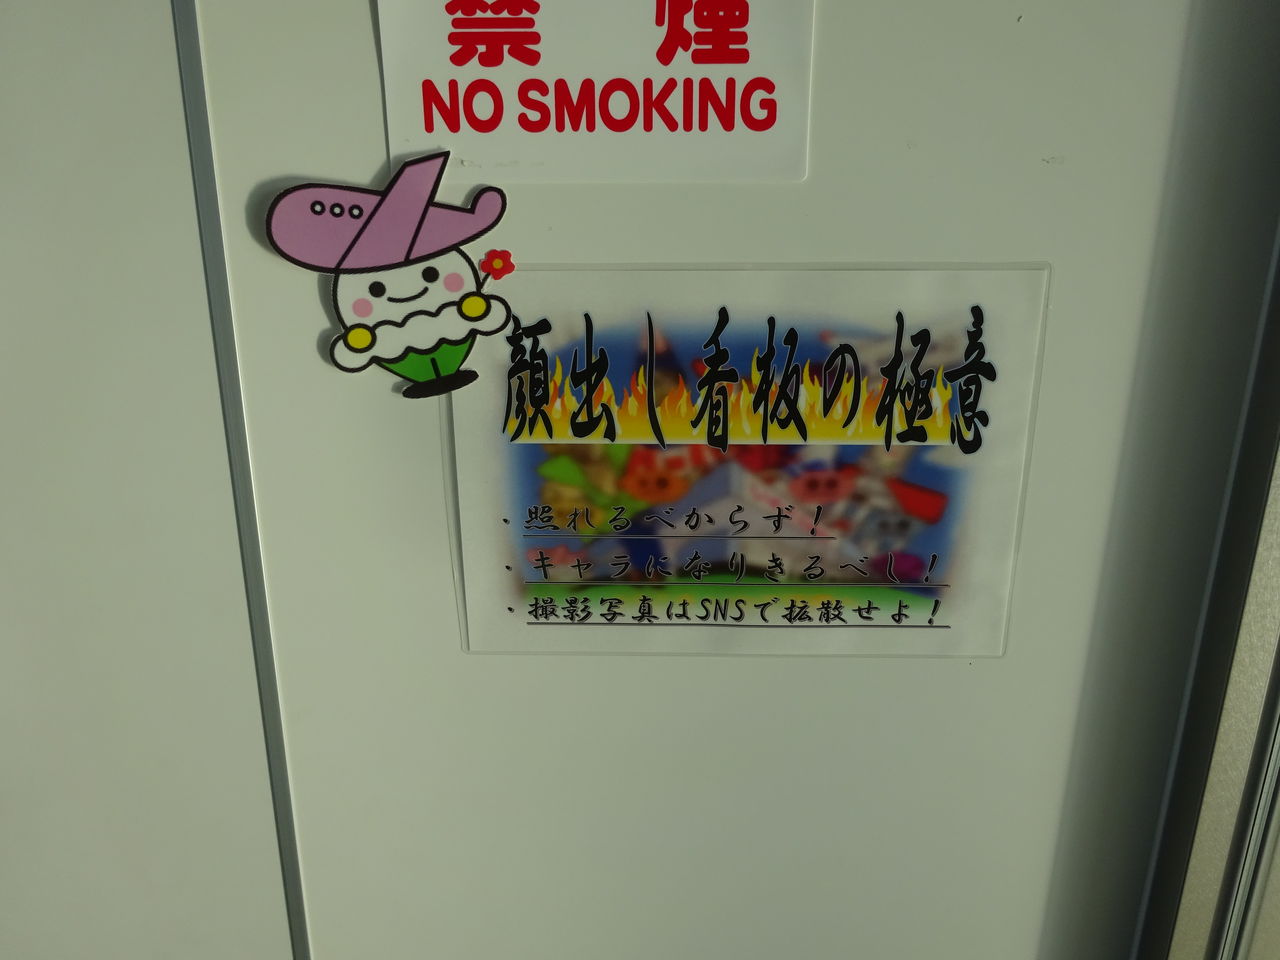 禁 煙
NO SMOKING
顔出し看板の極意
・照れるべからず！
・キャラになりきるべし！
・撮影写真はSNSで拡散せよ！